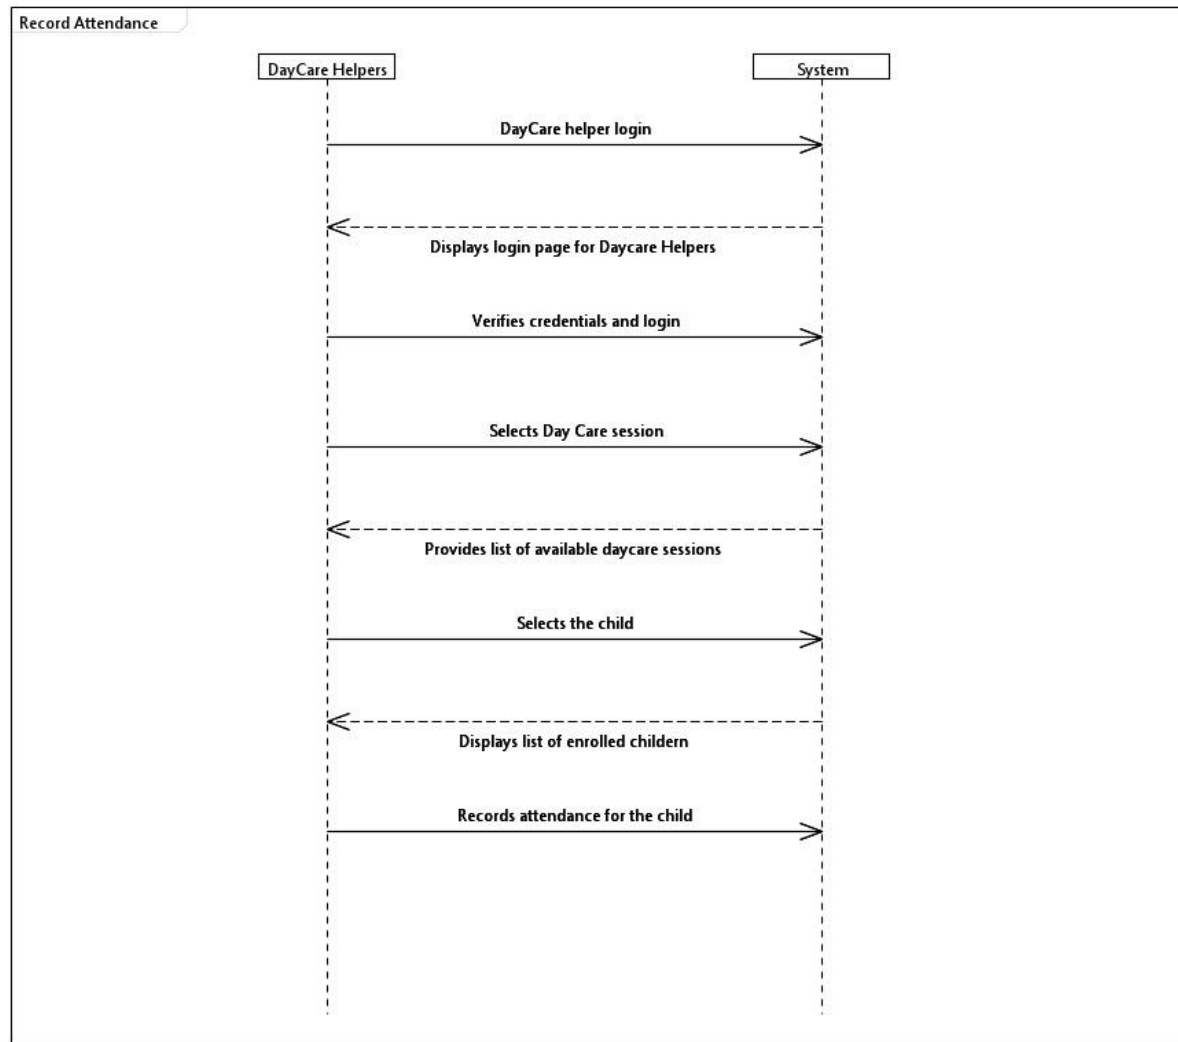 Record Attendance
DayCare Helpers
System
DayCare helper login
Displays login page for Daycare Helpers
Verifies credentials and login
Selects Day Care session
Provides list of available daycare sessions
Selects the child
Displays list of enrolled childern
Records attendance for the child